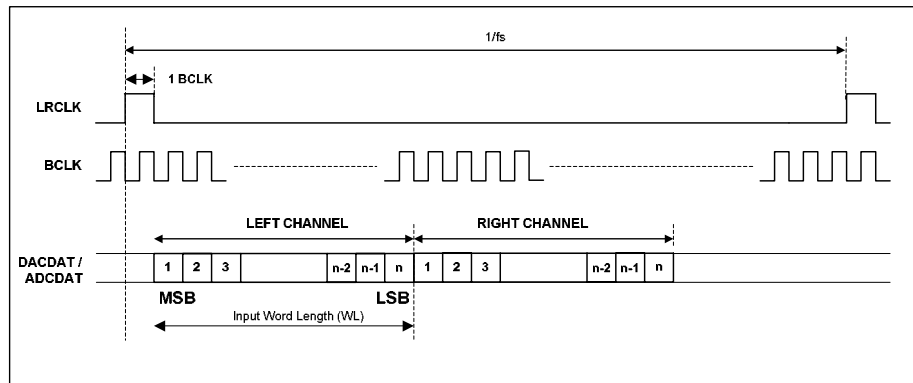 1/fs
1 BCLK
LRCLK
BCLK
LEFT CHANNEL RIGHT CHANNEL
DACDAT /
ADCDAT
1 2 3 n-2 n-1 n 1 2 3 n-2 n-1 n
MSB LSB
Input Word Length (WL)